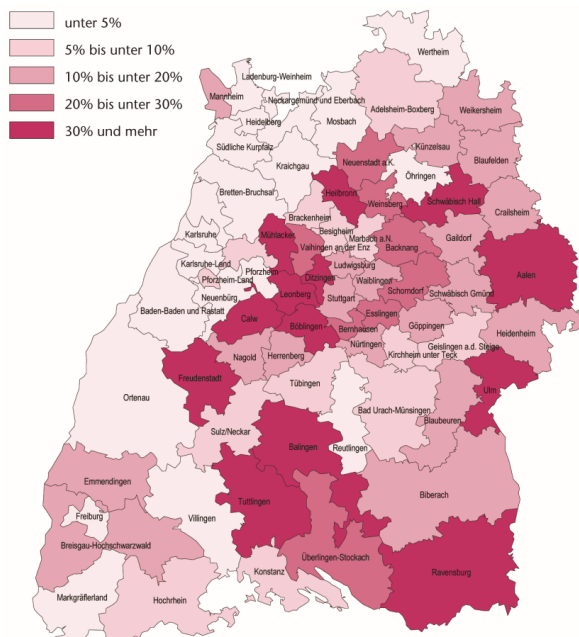 unter 5%
5% bis unter 10%
10% bis unter 20%
20% bis unter 30%
30% und mehr
Wertheim
Ladenburg-Weinheim
Mannheim
Neckargemünd und Eberbach
Adelsheim-Boxberg
Weikersheim
Heidelberg
Mosbach
Südliche Kurpfalz
Künzelsau
Neuenstadt a.K.
Blaufelden
Kraichgau
Öhringen
Bretten-Bruchsal
Heilbronn
Weinsberg
Schwäbisch Hall
Brackenheim
Crailsheim
Karlsruhe
Mühlacker
Besigheim
Marbach a.N.
Gaildorf
Vaihingen an der Enz
Backnang
Karlsruhe-Land
Pforzheim
Ludwigsburg
Aalen
Pforzheim-Land
Ditzingen
Waiblingen
Schorndorf
Neuenbürg
Leonberg
Stuttgart
Schwäbisch Gmünd
Baden-Baden und Rastatt
Calw
Esslingen
Böblingen
Bernhausen
Göppingen
Heidenheim
Nürtingen
Geislingen a.d. Steige
Nagold
Herrenberg
Kirchheim unter Teck
Freudenstadt
Tübingen
Ulm
Ortenau
Bad Urach-Münsingen
Blaubeuren
Sulz/Neckar
Reutlingen
Balingen
Emmendingen
Biberach
Tuttlingen
Freiburg
Villingen
Breisgau-Hochschwarzwald
Überlingen-Stockach
Konstanz
Ravensburg
Markgräflerland
Hochrhein